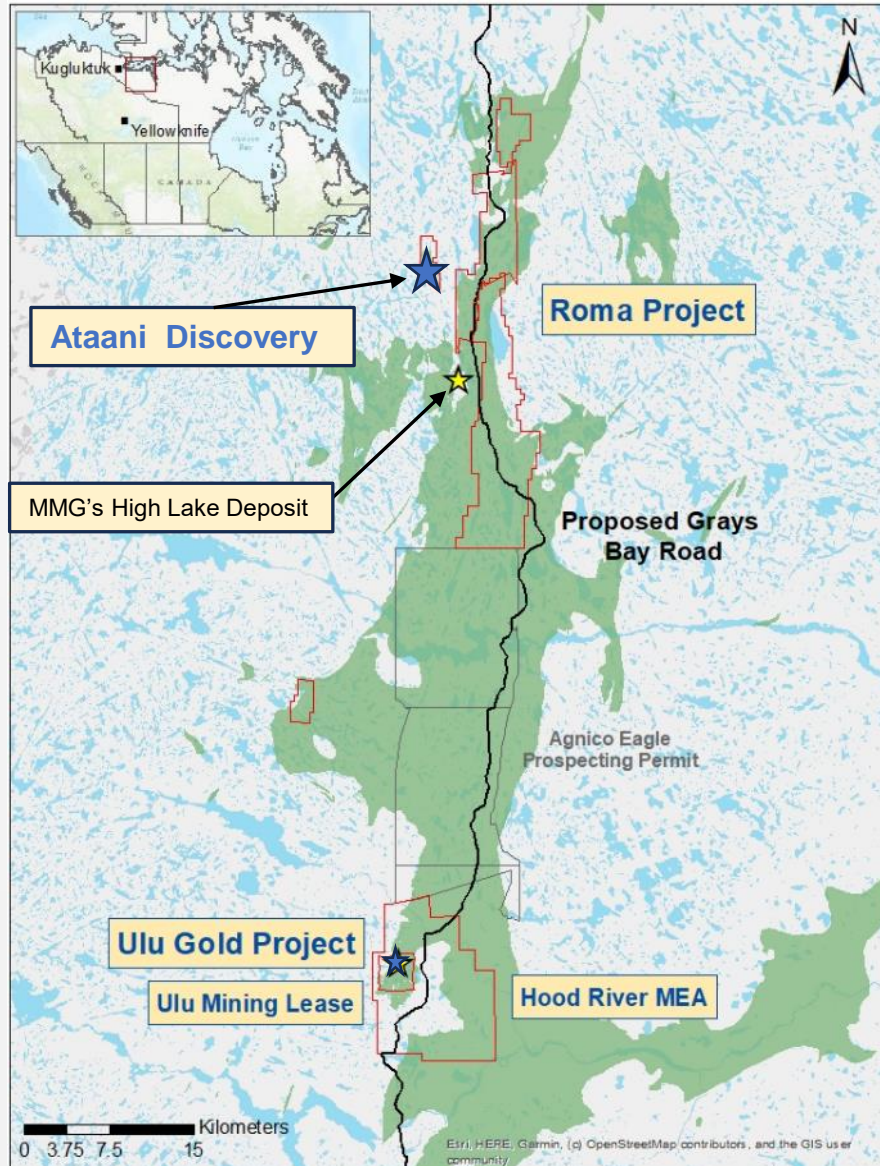 Kugluktuk
Yellowknife
CANADA
N
Ataani Discovery
Roma Project
MMG's High Lake Deposit
Proposed Grays
Bay Road
Agnico Eagle
Prospecting Permit
Ulu Gold Project
Ulu Mining Lease
Hood River MEA
Kilometers
0 3.75 7.5 15
Esri, HERE, Garmin, (c) OpenStreetMap contributors, and the GIS user
community